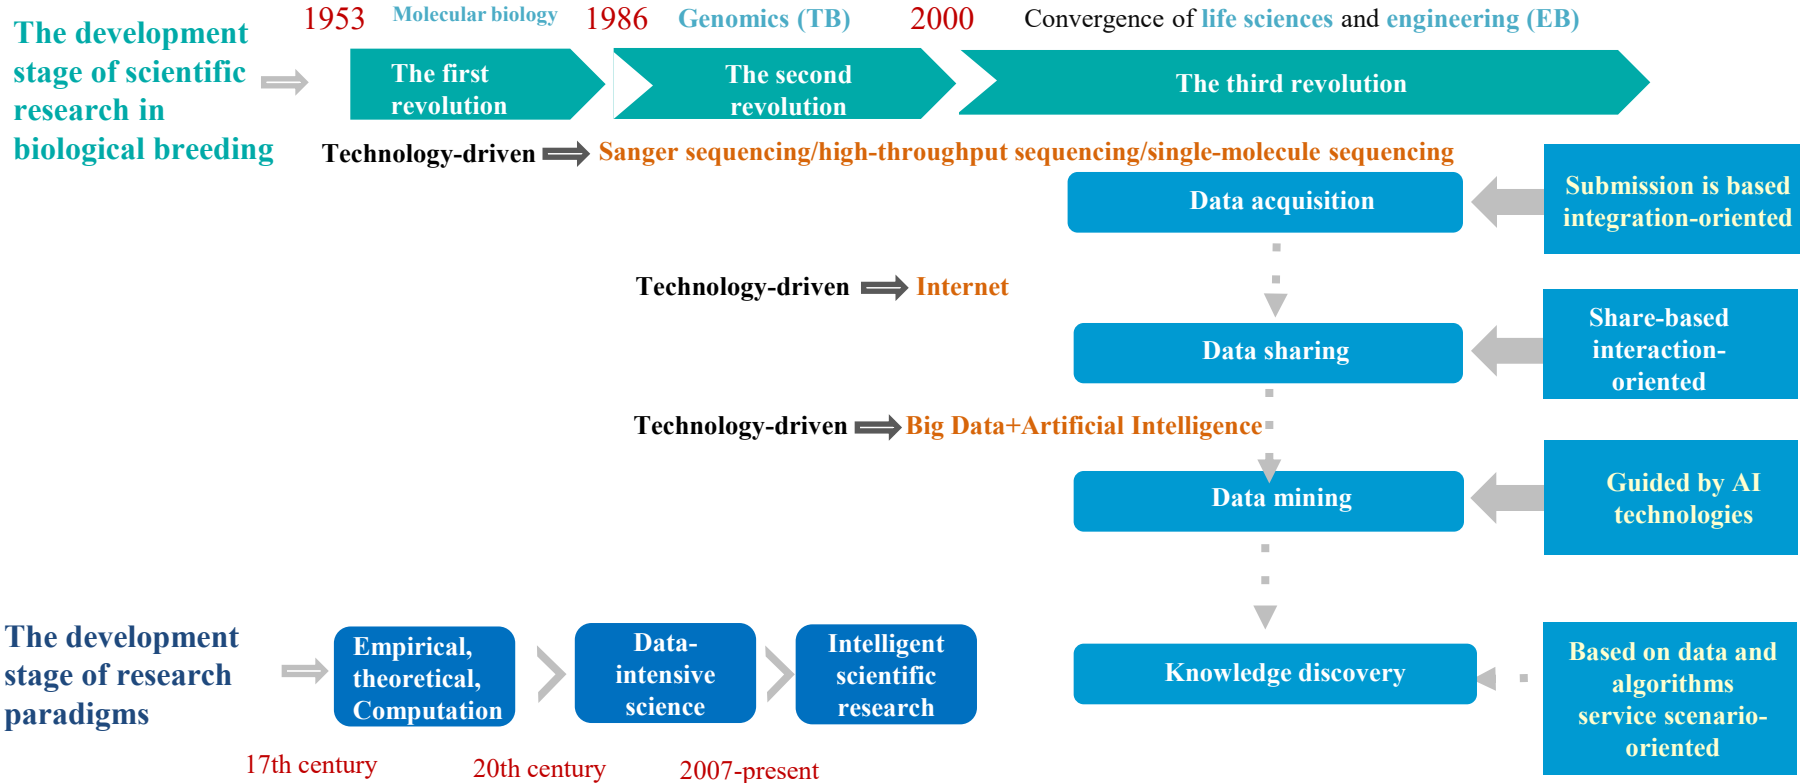 The development
stage of scientific
research in
biological breeding
1953
Molecular biology
1986
Genomics (TB)
2000
Convergence of life sciences and engineering (EB)
The first
revolution
The second
revolution
The third revolution
Technology-driven
Sanger sequencing/high-throughput sequencing/single-molecule sequencing
Data acquisition
Submission is based
integration-oriented
Technology-driven
Internet
Data sharing
Share-based
interaction-
oriented
Technology-driven
Big Data+Artificial Intelligence
Data mining
Guided by AI
technologies
The development
stage of research
paradigms
Empirical,
theoretical,
Computation
Data-
intensive
science
Intelligent
scientific
research
Knowledge discovery
Based on data and
algorithms
service scenario-
oriented
17th century
20th century
2007-present